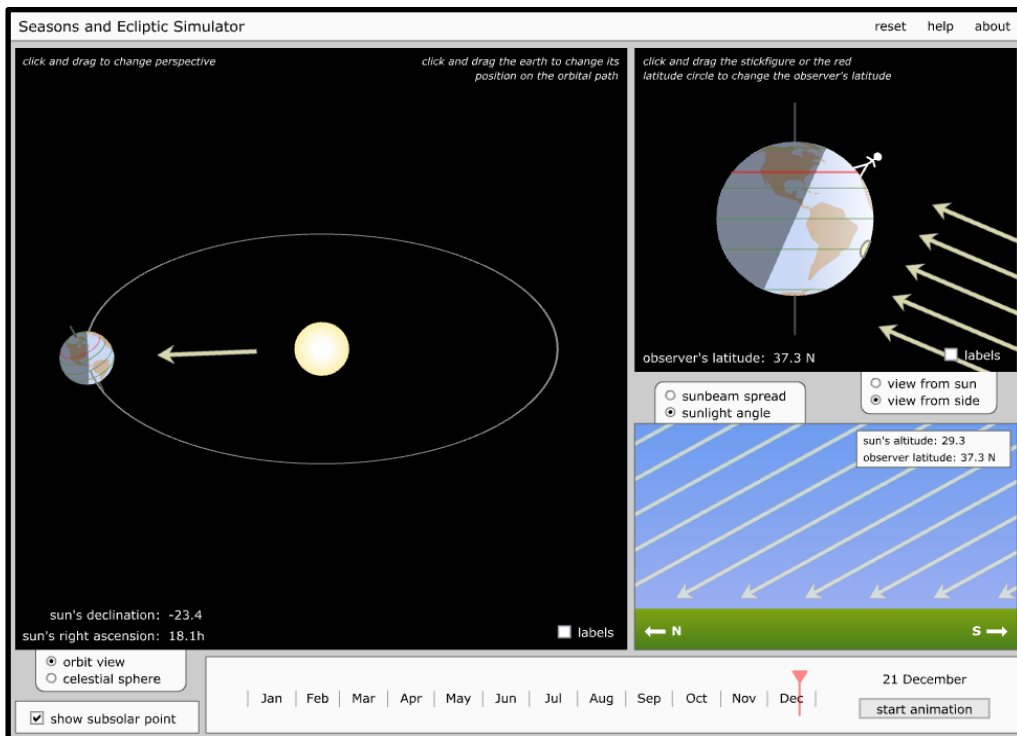 Seasons and Ecliptic Simulator
reset help about
click and drag to change perspective
click and drag the earth to change its
position on the orbital path
click and drag the stickfigure or the red
latitude circle to change the observer's latitude
observer's latitude: 37.3 N
labels
sunbeam spread
sunlight angle
view from sun
view from side
sun's altitude: 29.3
observer latitude: 37.3 N
N
S
sun's declination: -23.4
sun's right ascension: 18.1h
labels
orbit view
celestial sphere
show subsolar point
Jan Feb Mar Apr May Jun Jul Aug Sep Oct Nov Dec
21 December
start animation